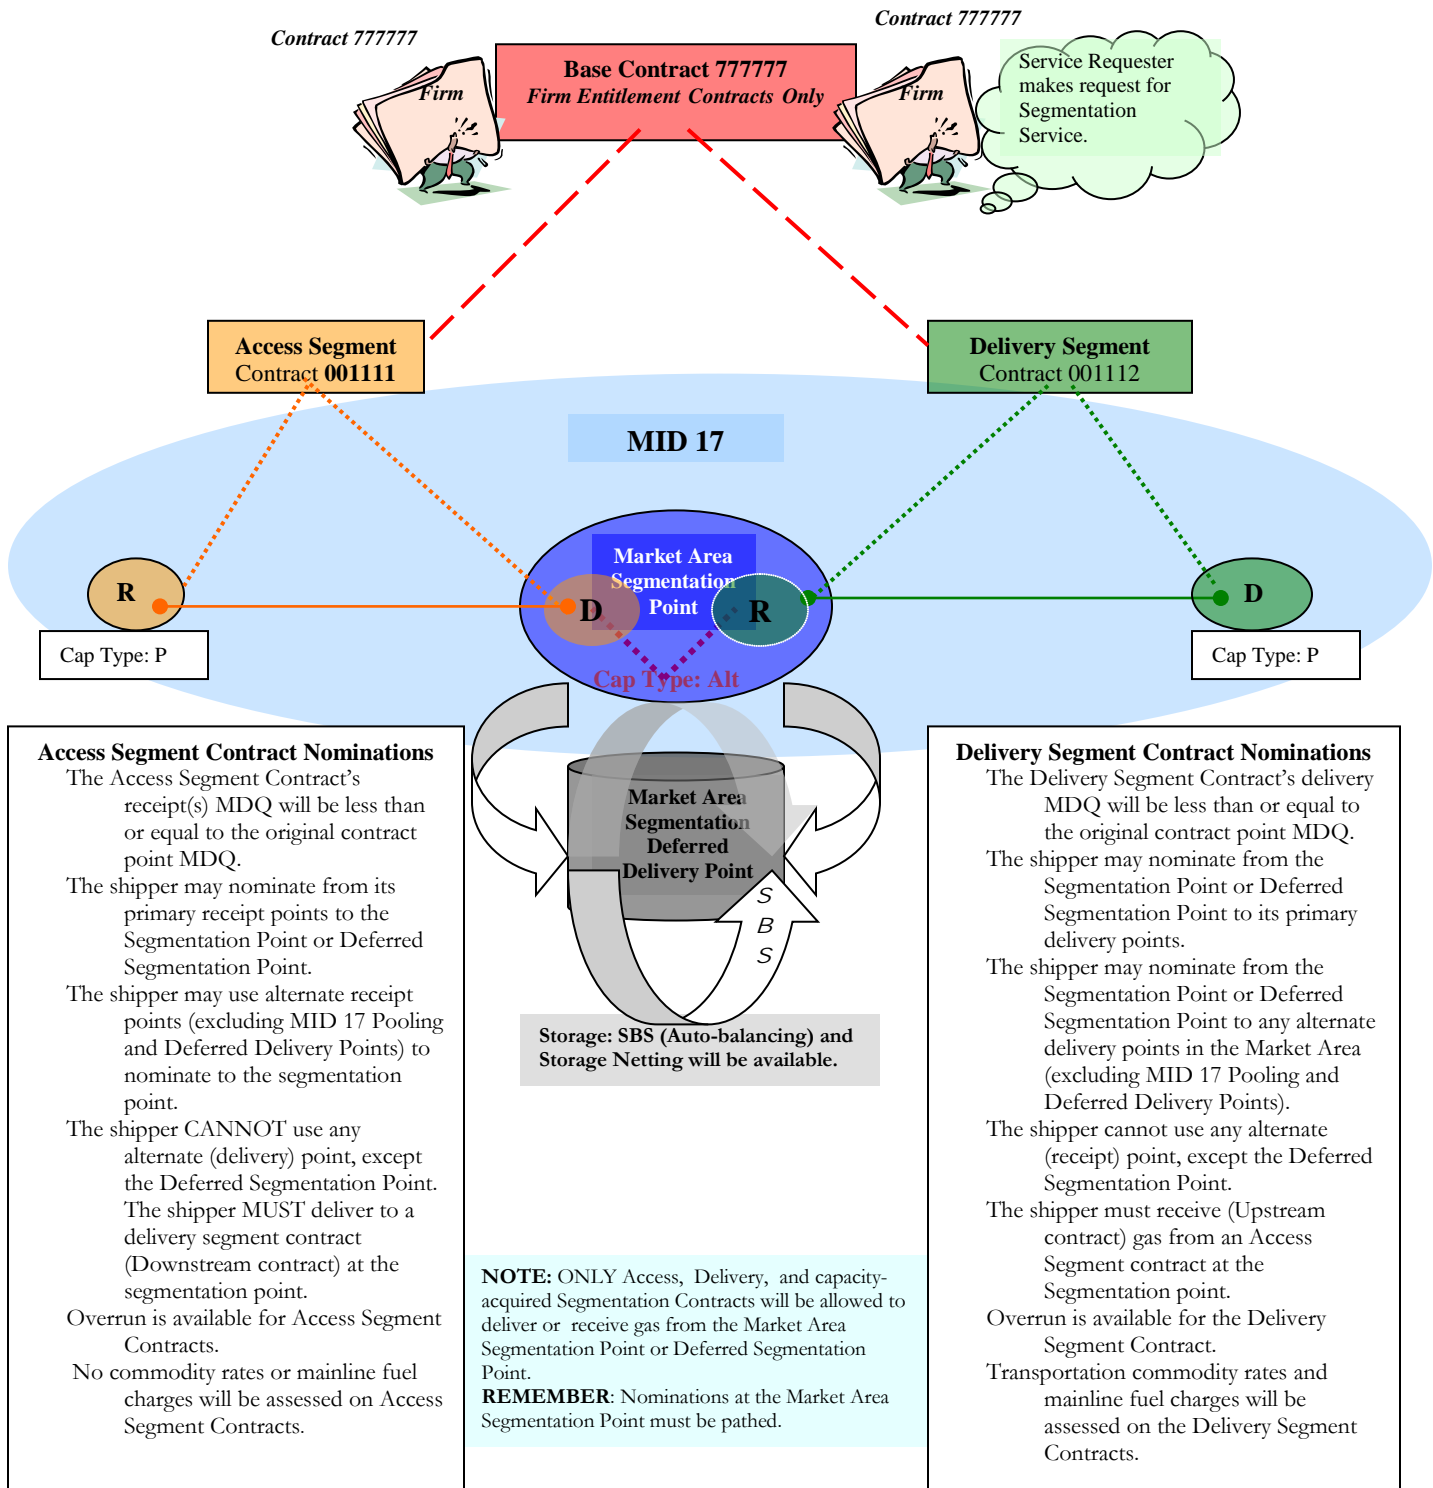 Contract 777777
Contract 777777
Firm
Base Contract 777777
Firm Entitlement Contracts Only
Firm
Service Requester
makes request for
Segmentation
Service.
Access Segment
Contract 001111
Delivery Segment
Contract 001112
MID 17
Market Area
Segmentation
Point
R
D
R
D
Cap Type: P
Cap Type: Alt
Cap Type: P
Market Area
Segmentation
Deferred
Delivery Point
S
B
S
Storage: SBS (Auto-balancing) and
Storage Netting will be available.
Access Segment Contract Nominations
The Access Segment Contract’s
receipt(s) MDQ will be less than
or equal to the original contract
point MDQ.
The shipper may nominate from its
primary receipt points to the
Segmentation Point or Deferred
Segmentation Point.
The shipper may use alternate receipt
points (excluding MID 17 Pooling
and Deferred Delivery Points) to
nominate to the segmentation
point.
The shipper CANNOT use any
alternate (delivery) point, except
the Deferred Segmentation Point.
The shipper MUST deliver to a
delivery segment contract
(Downstream contract) at the
segmentation point.
Overrun is available for Access Segment
Contracts.
No commodity rates or mainline fuel
charges will be assessed on Access
Segment Contracts.
NOTE: ONLY Access, Delivery, and capacity-
acquired Segmentation Contracts will be allowed to
deliver or receive gas from the Market Area
Segmentation Point or Deferred Segmentation
Point.
REMEMBER: Nominations at the Market Area
Segmentation Point must be pathed.
Delivery Segment Contract Nominations
The Delivery Segment Contract’s delivery
MDQ will be less than or equal to
the original contract point MDQ.
The shipper may nominate from the
Segmentation Point or Deferred
Segmentation Point to its primary
delivery points.
The shipper may nominate from the
Segmentation Point or Deferred
Segmentation Point to any alternate
delivery points in the Market Area
(excluding MID 17 Pooling and
Deferred Delivery Points).
The shipper cannot use any alternate
(receipt) point, except the Deferred
Segmentation Point.
The shipper must receive (Upstream
contract) gas from an Access
Segment contract at the
Segmentation point.
Overrun is available for the Delivery
Segment Contract.
Transportation commodity rates and
mainline fuel charges will be
assessed on the Delivery Segment
Contracts.